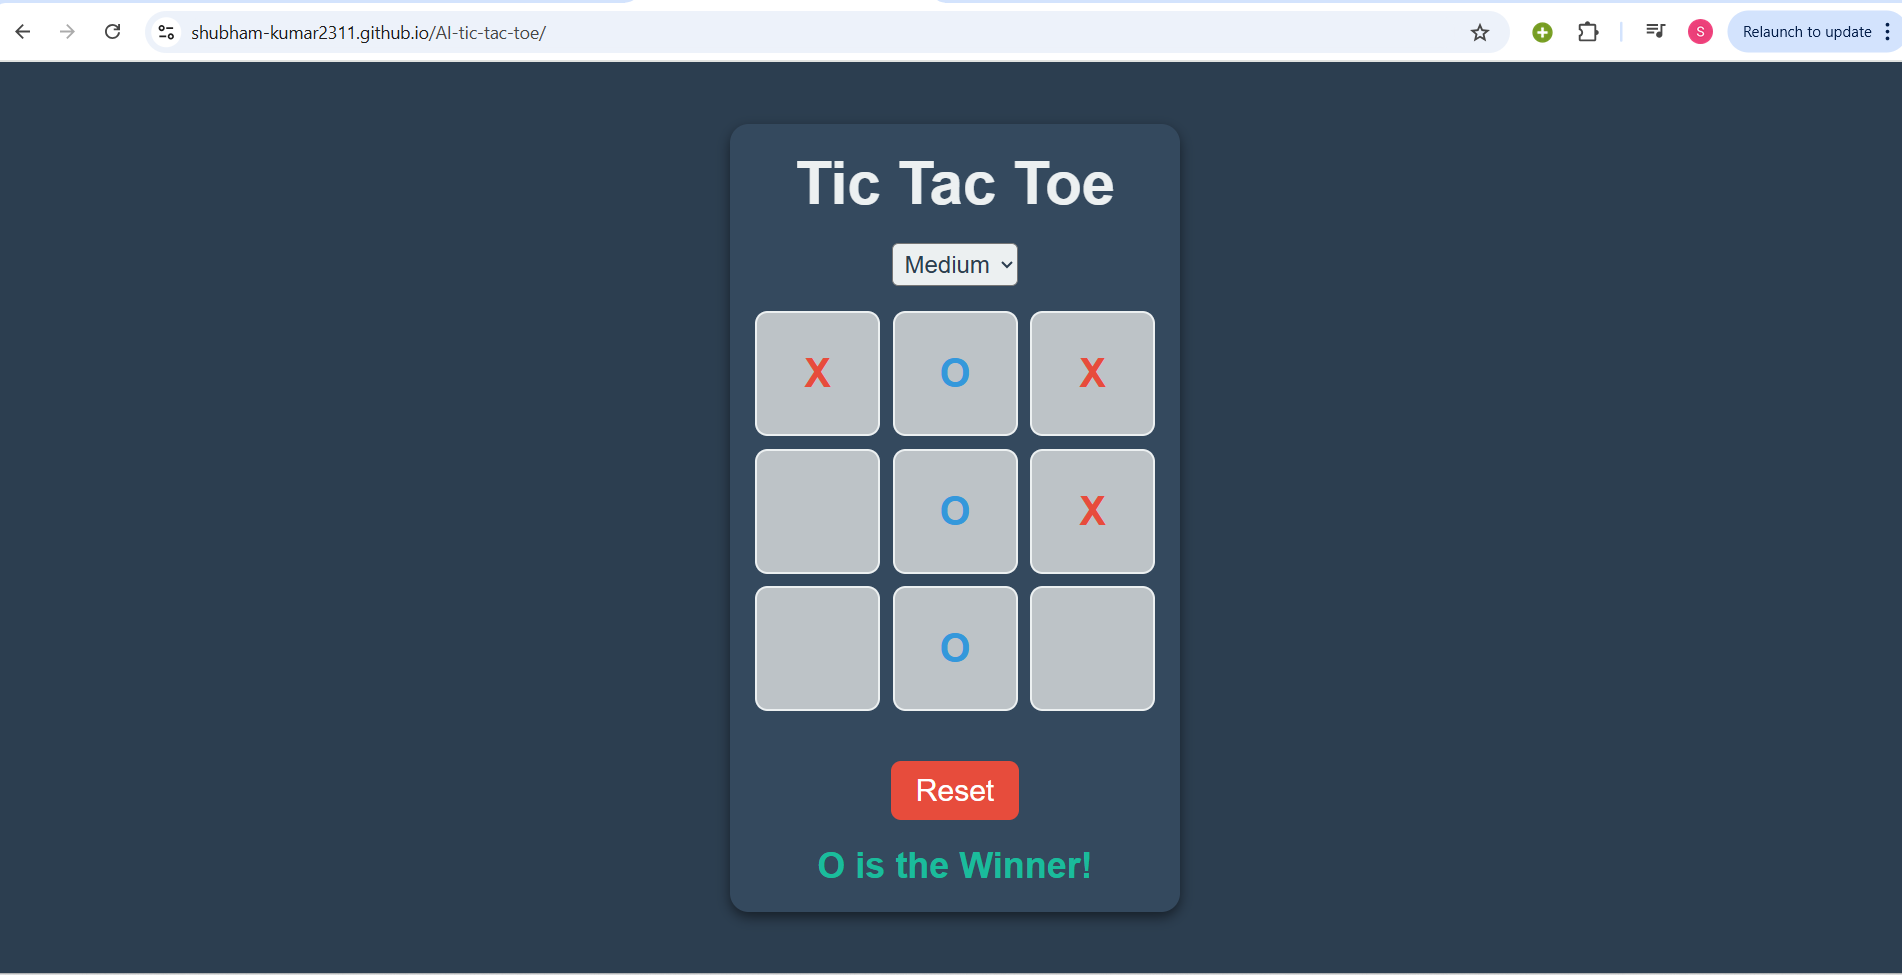 shubham-kumar2311.github.io/AI-tic-tac-toe/
S
Relaunch to update
Tic Tac Toe
Medium
X O X
O X
O
Reset
O is the Winner!